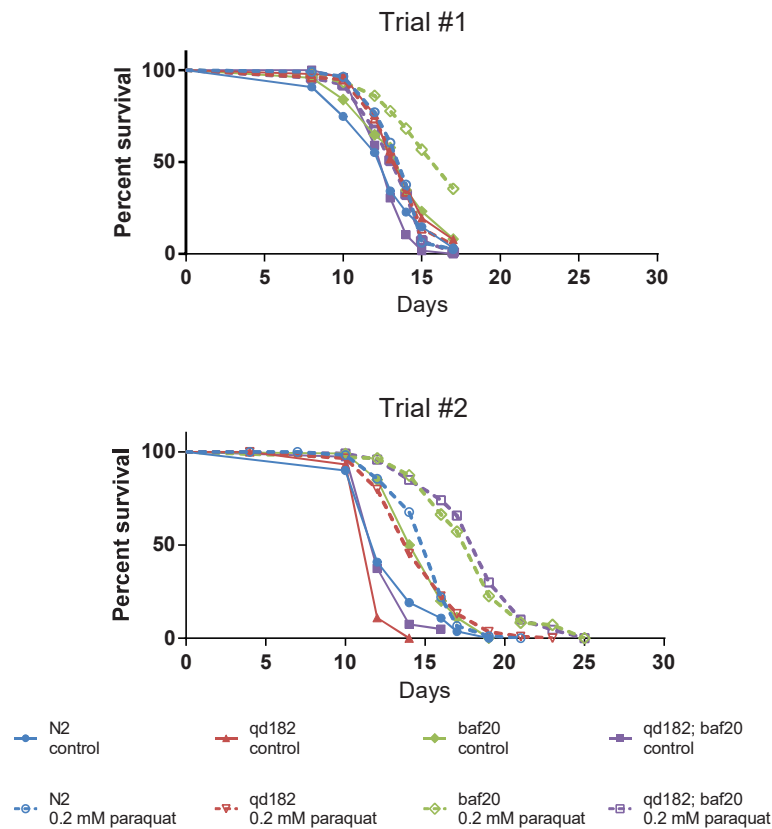 Trial #1
Percent survival
100
50
0
0 5 10 15 20 25 30
Days
Trial #2
Percent survival
100
50
0
0 5 10 15 20 25 30
Days
N2
control
qd182
control
baf20
control
qd182; baf20
control
N2
0.2 mM paraquat
qd182
0.2 mM paraquat
baf20
0.2 mM paraquat
qd182; baf20
0.2 mM paraquat